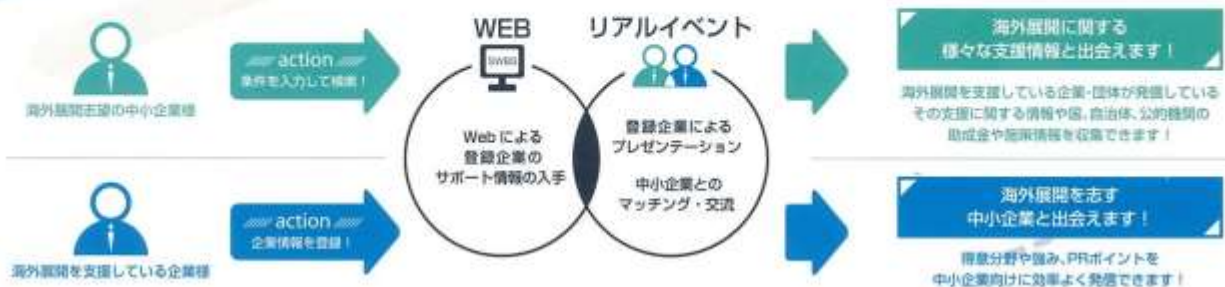 WEB
リアルイベント
SWBS
action
条件を入力して検索！
海外展開志望の中小企業様
Webによる
登録企業の
サポート情報の入手
登録企業による
プレゼンテーション
中小企業との
マッチング・交流
海外展開に関する
様々な支援情報と出会えます！
海外展開を支援している企業・団体が発信している
その支援に関する情報や国、自治体、公的機関の
助成金や施策情報を収集できます！
action
企業情報を登録！
海外展開を支援している企業様
海外展開を志す
中小企業と出会えます！
得意分野や強み、PRポイントを
中小企業向けに効率よく発信できます！